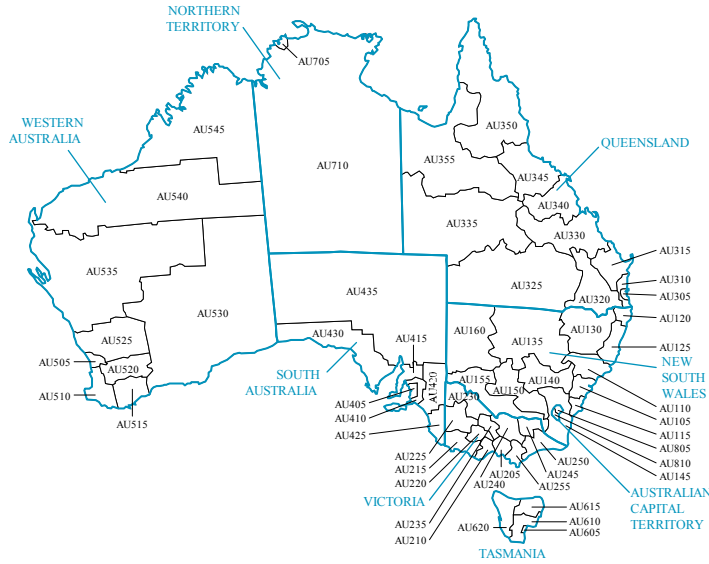 NORTHERN
TERRITORY
AU705
WESTERN
AUSTRALIA
AU545
AU350
AU355
QUEENSLAND
AU710
AU345
AU540
AU340
AU335
AU330
AU315
AU535
AU310
AU435
AU325
AU320
AU305
AU530
AU120
AU430
AU415
AU160
AU130
AU525
AU135
AU125
AU505
AU520
SOUTH
AUSTRALIA
NEW
SOUTH
WALES
AU420
AU155
AU140
AU510
AU405
AU230
AU150
AU110
AU410
AU105
AU515
AU425
AU115
AU225
AU805
AU215
AU250
AU810
AU220
AU205
AU245
AU145
AU240
AU255
VICTORIA
AUSTRALIAN
CAPITAL
TERRITORY
AU235
AU615
AU210
AU620
AU610
AU605
TASMANIA